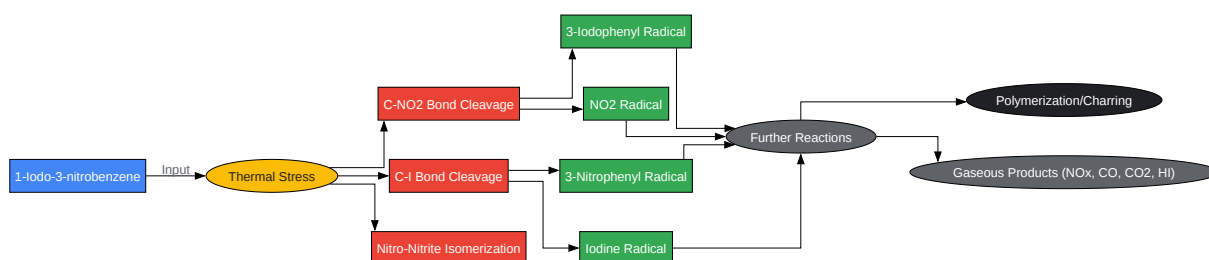 1-Iodo-3-nitrobenzene
Input
Thermal Stress
C-NO2 Bond Cleavage
C-I Bond Cleavage
Nitro-Nitrite Isomerization
3-Iodophenyl Radical
NO2 Radical
3-Nitrophenyl Radical
Iodine Radical
Further Reactions
Polymerization/Charring
Gaseous Products (NOx, CO, CO2, HI)